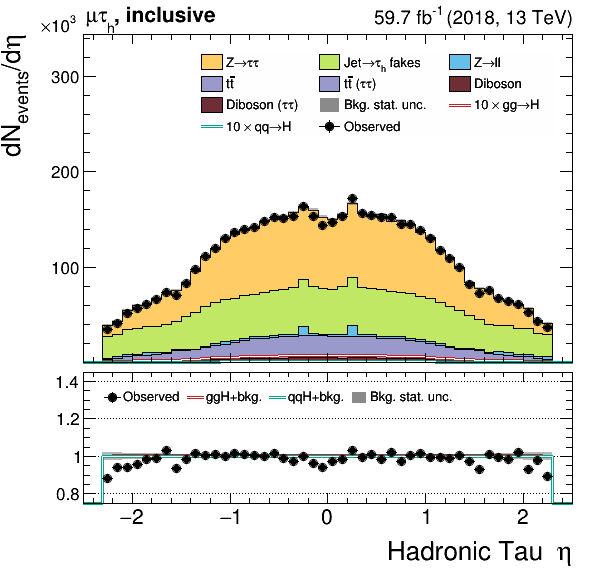 ×10³ μτₕ, inclusive 59.7 fb⁻¹ (2018, 13 TeV)
dN_events/dη
Z→ττ Jet→τₕ fakes Z→ll
tt̄ tt̄ (ττ) Diboson
Diboson (ττ) Bkg. stat. unc. 10 × gg→H
10 × qq→H Observed
300
200
100
1.4
Observed ggH+bkg. qqH+bkg. Bkg. stat. unc.
1.2
1
0.8
−2 −1 0 1 2
Hadronic Tau η